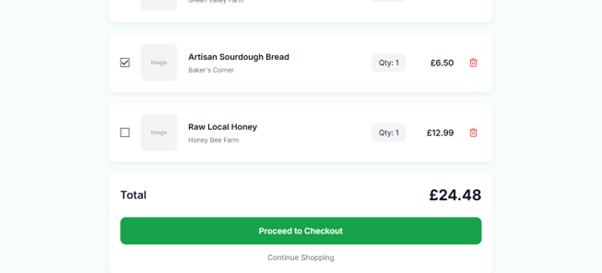 Green Valley Farm
Image
Artisan Sourdough Bread
Baker's Corner
Qty: 1
£6.50
Image
Raw Local Honey
Honey Bee Farm
Qty: 1
£12.99
Total
£24.48
Proceed to Checkout
Continue Shopping